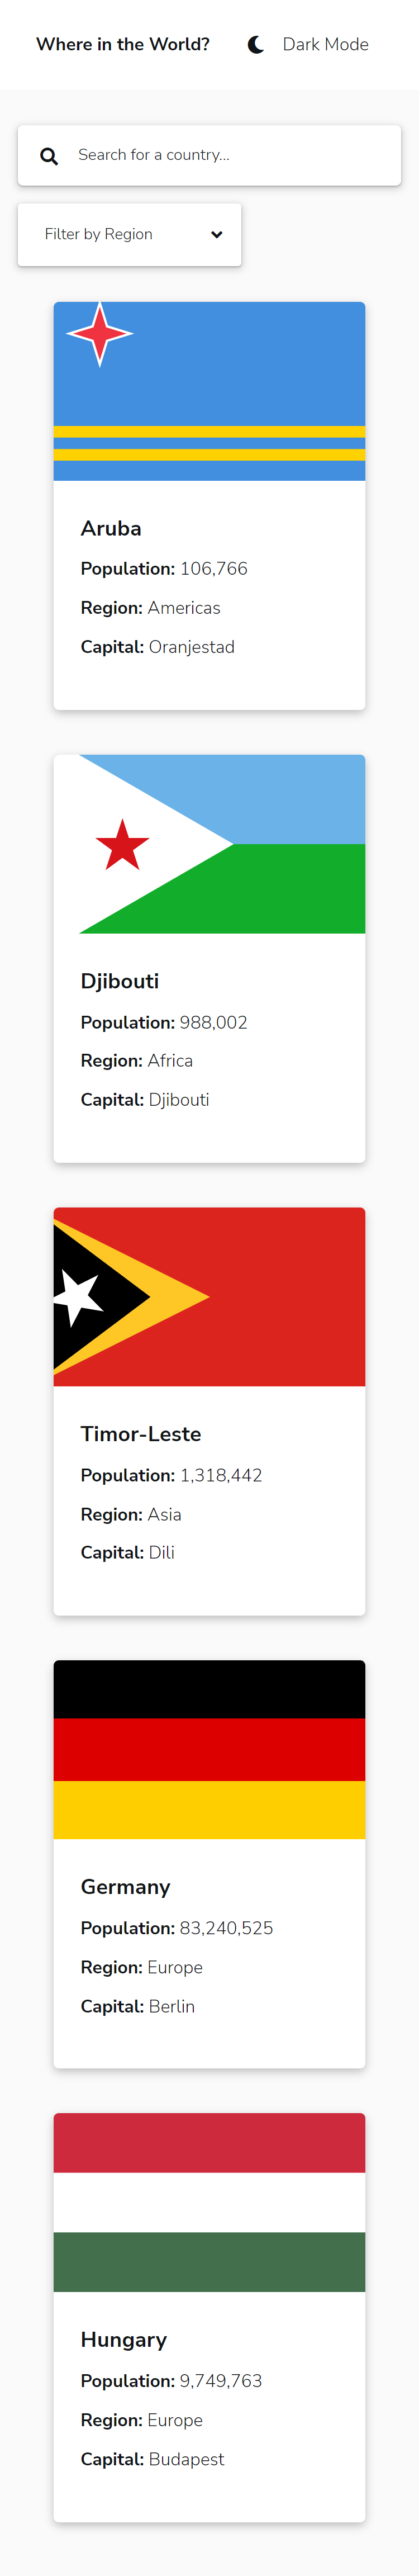 Where in the World?
Dark Mode
Search for a country...
Filter by Region
Aruba
Population: 106,766
Region: Americas
Capital: Oranjestad
Djibouti
Population: 988,002
Region: Africa
Capital: Djibouti
Timor-Leste
Population: 1,318,442
Region: Asia
Capital: Dili
Germany
Population: 83,240,525
Region: Europe
Capital: Berlin
Hungary
Population: 9,749,763
Region: Europe
Capital: Budapest